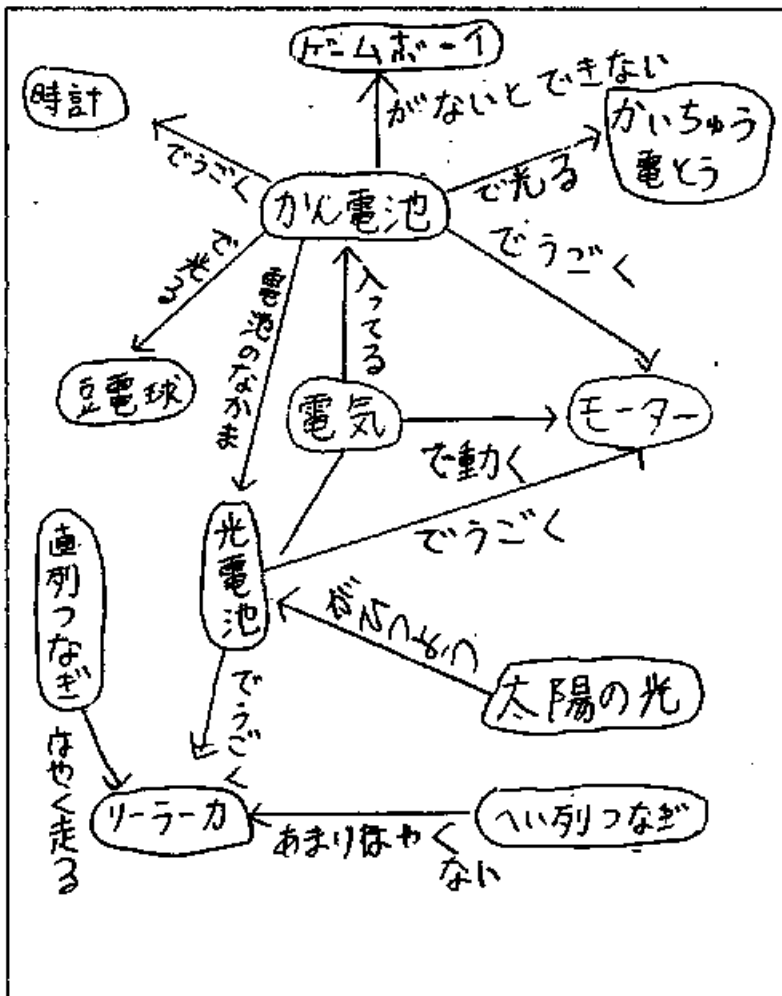 ゲームボーイ
がないとできない
時計
かいちゅう
電とう
でうごく
で光る
かん電池
でうごく
で光る
電池のなかま
入ってる
豆電球
電気
モーター
で動く
でうごく
直列つなぎ
光電池
太陽の光
でうごく
はやく走る
リーラーカ
へい列つなぎ
あまりはやく
ない